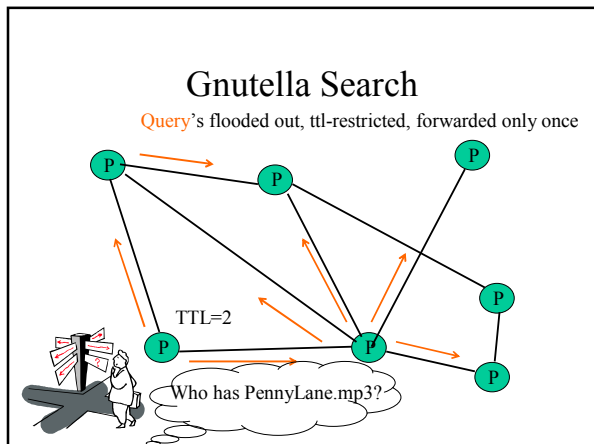 Gnutella Search
Query's flooded out, ttl-restricted, forwarded only once
P
P
P
P
TTL=2
P
P
P
?
Who has PennyLane.mp3?